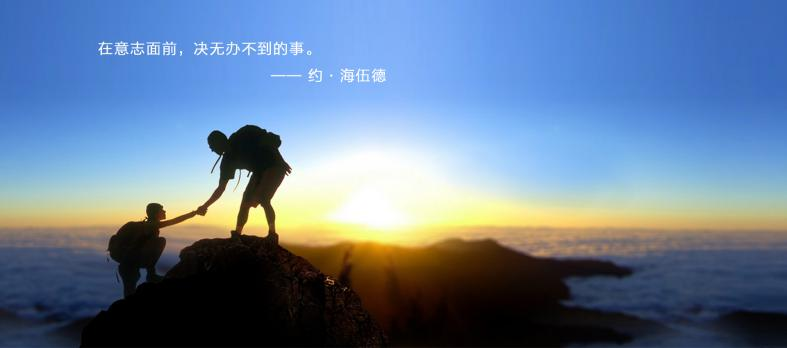 在意志面前，决无办不到的事。
—— 约 · 海伍德